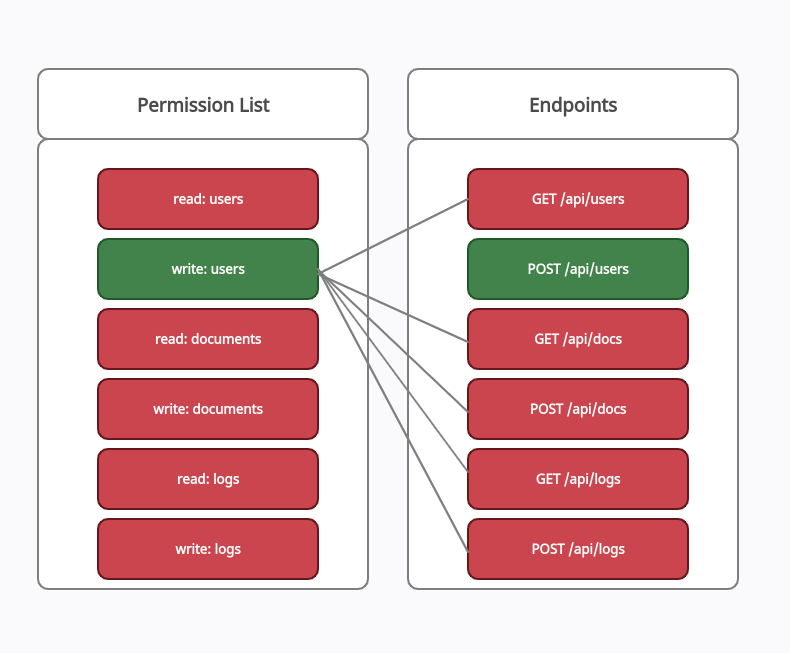 Permission List
read: users
write: users
read: documents
write: documents
read: logs
write: logs
Endpoints
GET /api/users
POST /api/users
GET /api/docs
POST /api/docs
GET /api/logs
POST /api/logs